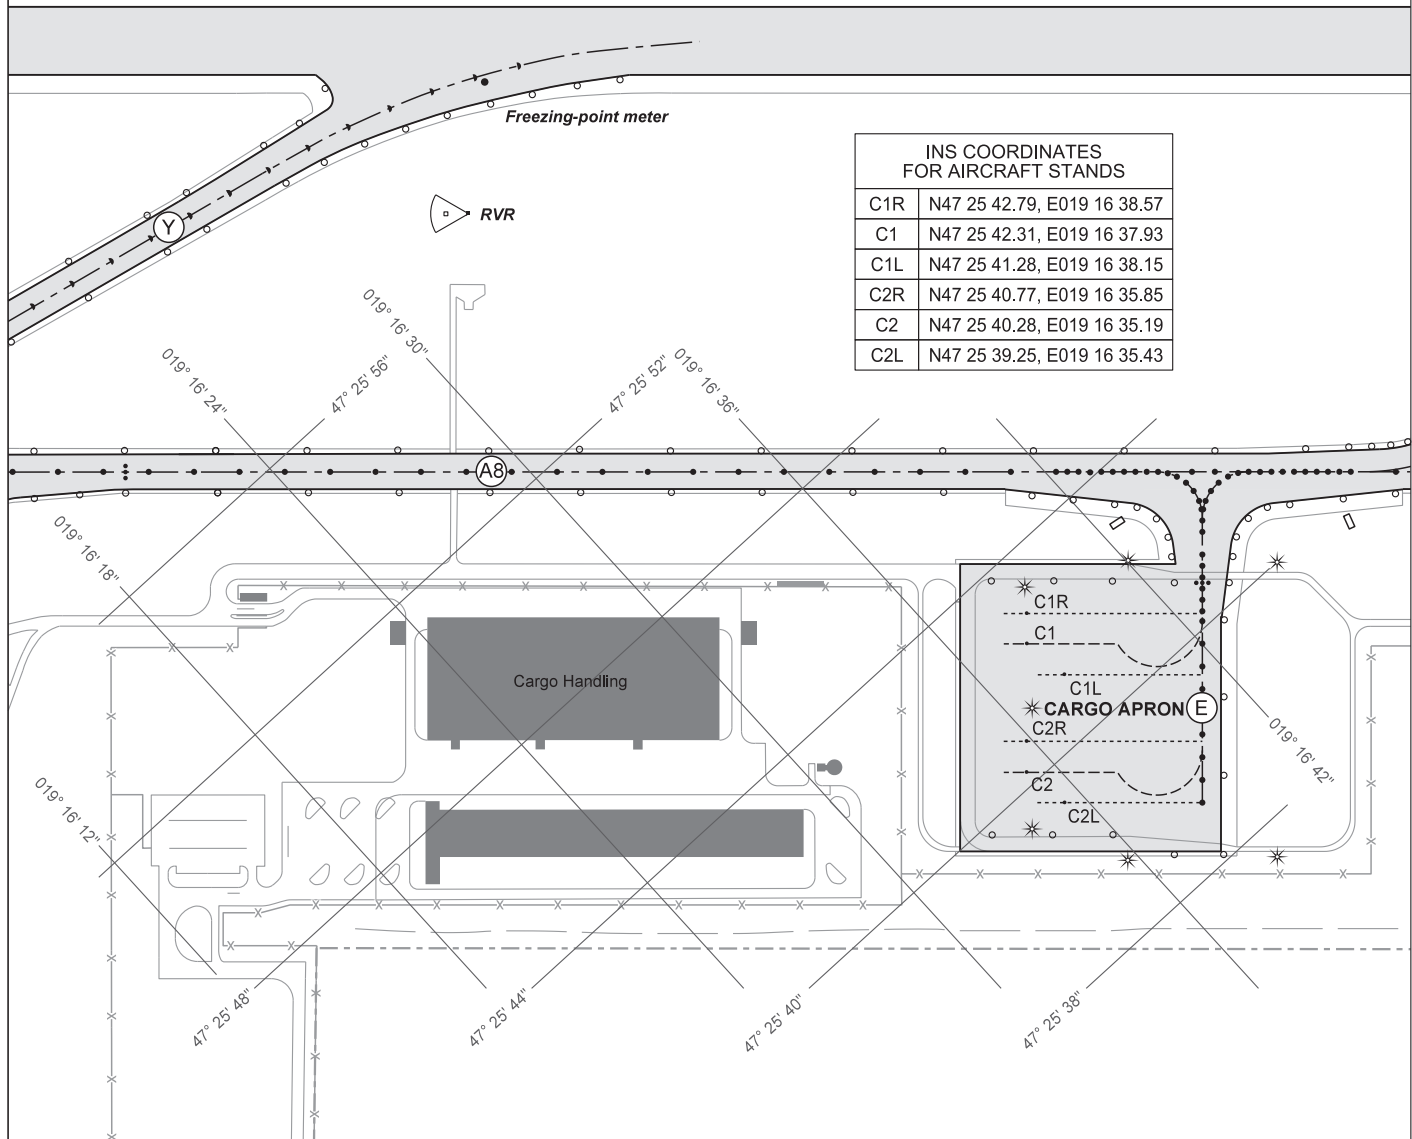 Freezing-point meter
Y
RVR
INS COORDINATES
FOR AIRCRAFT STANDS
C1R N47 25 42.79, E019 16 38.57
C1 N47 25 42.31, E019 16 37.93
C1L N47 25 41.28, E019 16 38.15
C2R N47 25 40.77, E019 16 35.85
C2 N47 25 40.28, E019 16 35.19
C2L N47 25 39.25, E019 16 35.43
019° 16' 24"
47° 25' 56"
019° 16' 30"
47° 25' 52"
019° 16' 36"
A8
019° 16' 18"
C1R
C1
Cargo Handling
C1L
CARGO APRON
E
C2R
019° 16' 42"
C2
C2L
019° 16' 12"
47° 25' 48"
47° 25' 44"
47° 25' 40"
47° 25' 38"